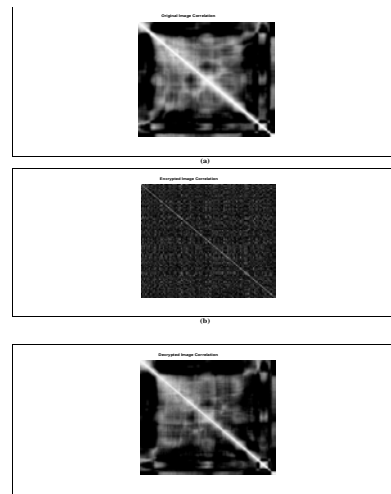 Original Image Correlation
(a)
Encrypted Image Correlation
(b)
Decrypted Image Correlation